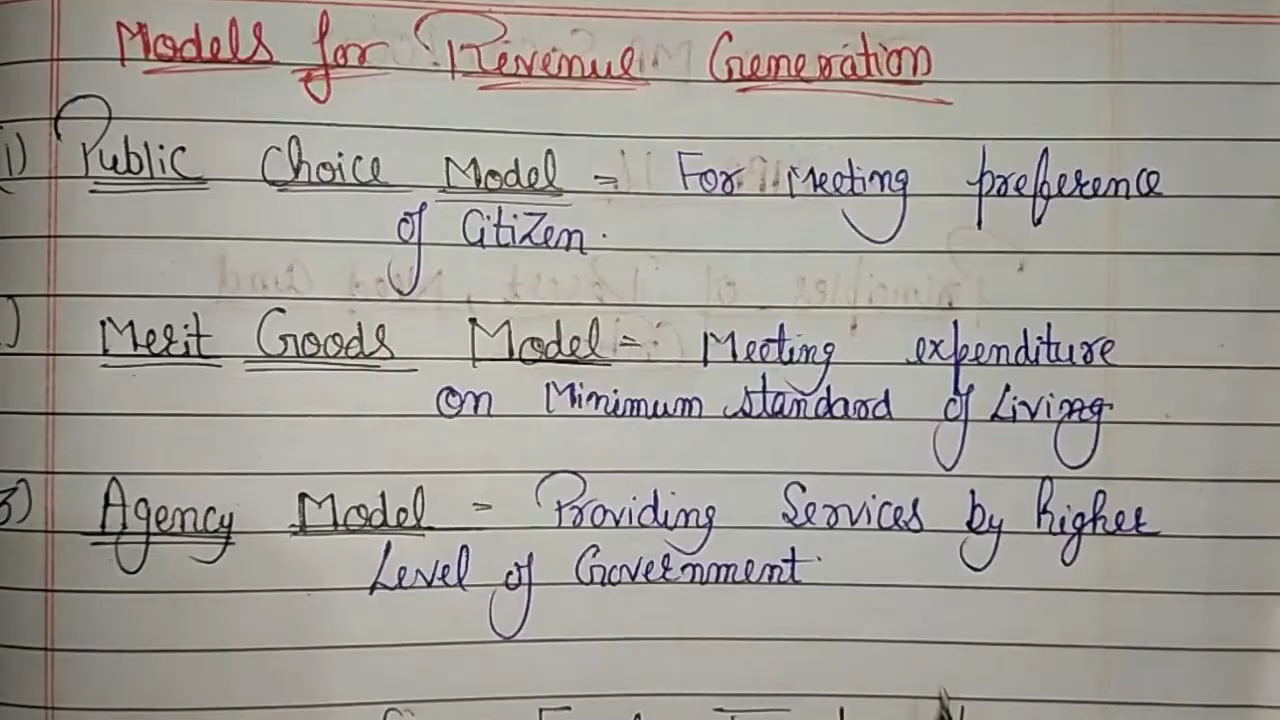 Models for Revenue Generation
1) Public Choice Model = For Meeting preference
of Citizen.
) Merit Goods Model = Meeting expenditure
on Minimum standard of Living
3) Agency Model = Providing Services by higher
Level of Government